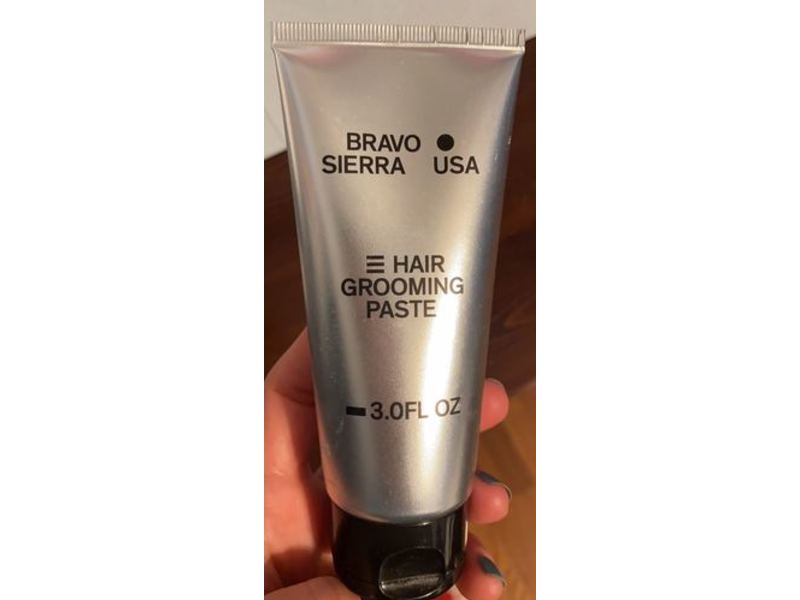 BRAVO ●
SIERRA USA
☰ HAIR
GROOMING
PASTE
▬ 3.0FL OZ